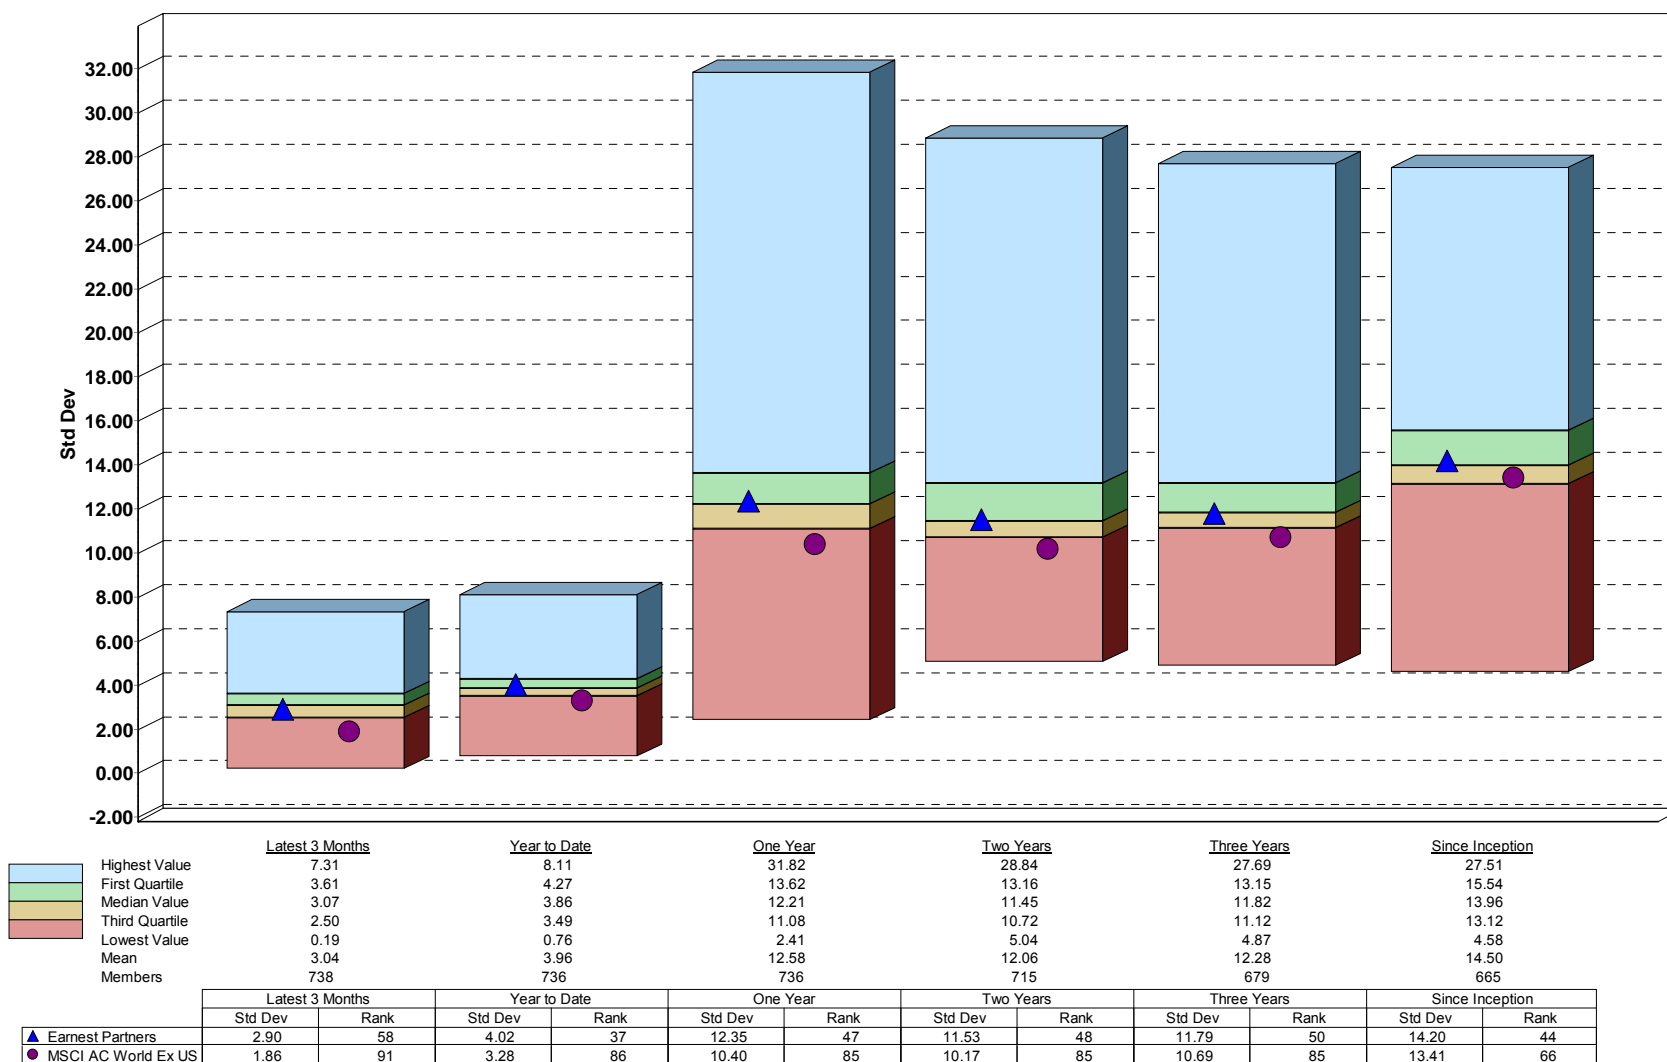 32.00
30.00
28.00
26.00
24.00
22.00
20.00
18.00
16.00
14.00
12.00
10.00
8.00
6.00
4.00
2.00
0.00
-2.00
Std Dev
Latest 3 Months Year to Date One Year Two Years Three Years Since Inception
Highest Value 7.31 8.11 31.82 28.84 27.69 27.51
First Quartile 3.61 4.27 13.62 13.16 13.15 15.54
Median Value 3.07 3.86 12.21 11.45 11.82 13.96
Third Quartile 2.50 3.49 11.08 10.72 11.12 13.12
Lowest Value 0.19 0.76 2.41 5.04 4.87 4.58
Mean 3.04 3.96 12.58 12.06 12.28 14.50
Members 738 736 736 715 679 665
Latest 3 Months Year to Date One Year Two Years Three Years Since Inception
Std Dev Rank Std Dev Rank Std Dev Rank Std Dev Rank Std Dev Rank Std Dev Rank
Earnest Partners 2.90 58 4.02 37 12.35 47 11.53 48 11.79 50 14.20 44
MSCI AC World Ex US 1.86 91 3.28 86 10.40 85 10.17 85 10.69 85 13.41 66